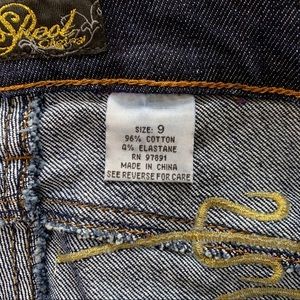 SIZE: 9
96% COTTON
4% ELASTANE
RN 97891
MADE IN CHINA
SEE REVERSE FOR CARE